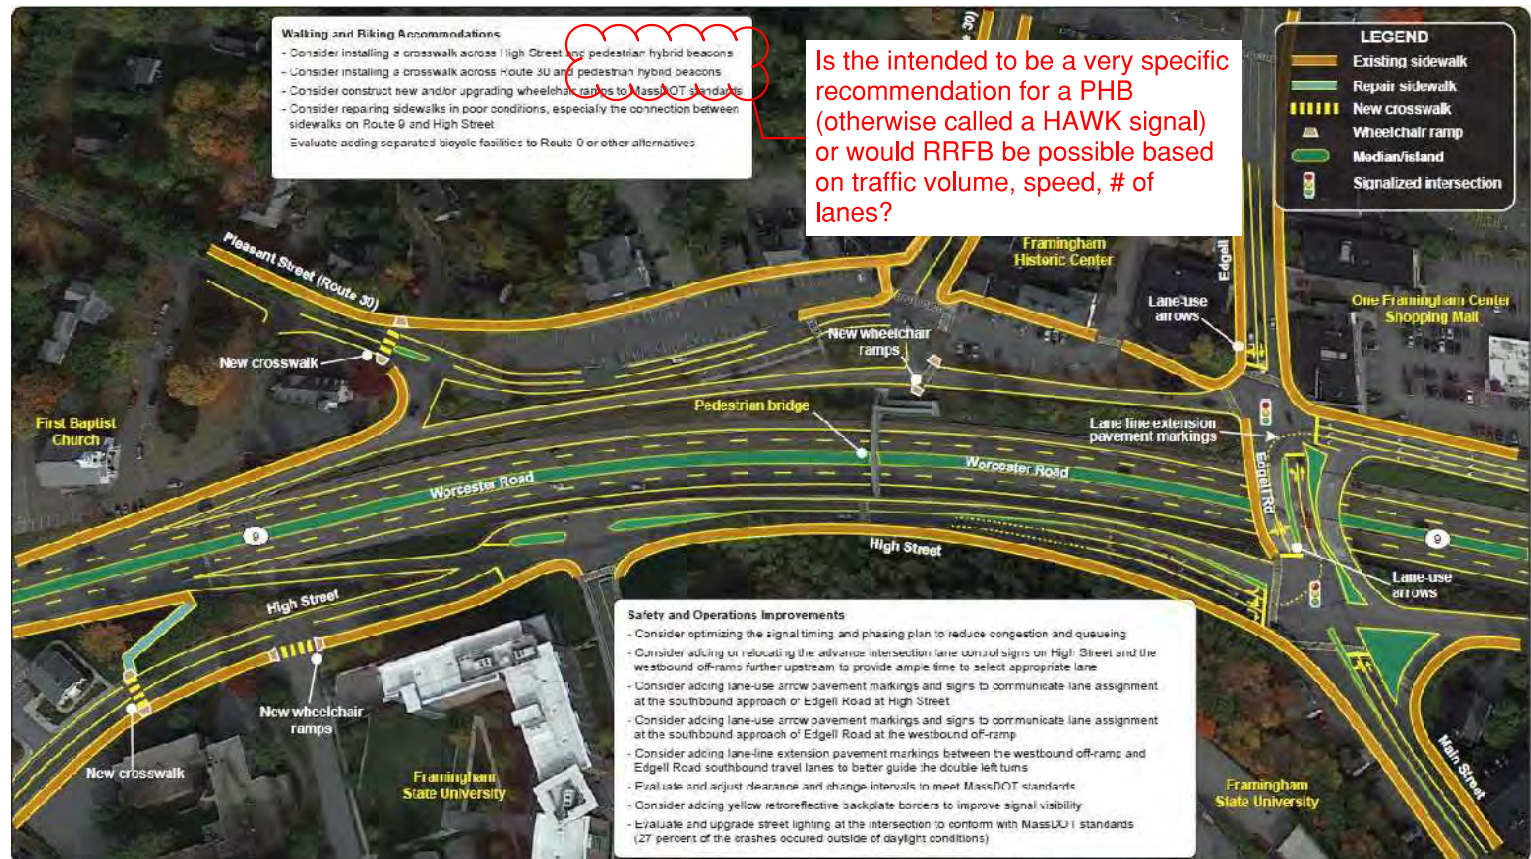 Walking and Biking Accommodations
- Consider installing a crosswalk across High Street and pedestrian hybrid beacons
- Consider installing a crosswalk across Route 30 and pedestrian hybrid beacons
- Consider construct new and/or upgrading wheelchair ramps to MassDOT standards
- Consider repairing sidewalks in poor conditions, especially the connection between
sidewalks on Route 9 and High Street
- Evaluate adding separated bicycle facilities to Route 9 or other alternatives
Is the intended to be a very specific
recommendation for a PHB
(otherwise called a HAWK signal)
or would RRFB be possible based
on traffic volume, speed, # of
lanes?
30)
LEGEND
Existing sidewalk
Repair sidewalk
New crosswalk
Wheelchair ramp
Median/island
Signalized intersection
Pleasant Street (Route 30)
Framingham
Historic Center
Edgell
Lane-use
arrows
One Framingham Center
Shopping Mall
New crosswalk
New wheelchair
ramps
Pedestrian bridge
First Baptist
Church
Lane line extension
pavement markings
Worcester Road
Worcester Road
Edgell Rd
9
9
High Street
High Street
Lane-use
arrows
New wheelchair
ramps
New crosswalk
Framingham
State University
Framingham
State University
Main Street
Safety and Operations Improvements
- Consider optimizing the signal timing and phasing plan to reduce congestion and queueing
- Consider adding or relocating the advance intersection lane control signs on High Street and the
westbound off-ramp further upstream to provide ample time to select appropriate lane
- Consider adding lane-use arrow pavement markings and signs to communicate lane assignment
at the southbound approach of Edgell Road at High Street
- Consider adding lane-use arrow pavement markings and signs to communicate lane assignment
at the southbound approach of Edgell Road at the westbound off-ramp
- Consider adding lane-line extension pavement markings between the westbound off-ramp and
Edgell Road southbound travel lanes to better guide the double left turns
- Evaluate and adjust clearance and change intervals to meet MassDOT standards
- Consider adding yellow retroreflective backplate borders to improve signal visibility
- Evaluate and upgrade street lighting at the intersection to conform with MassDOT standards
(27 percent of the crashes occured outside of daylight conditions)